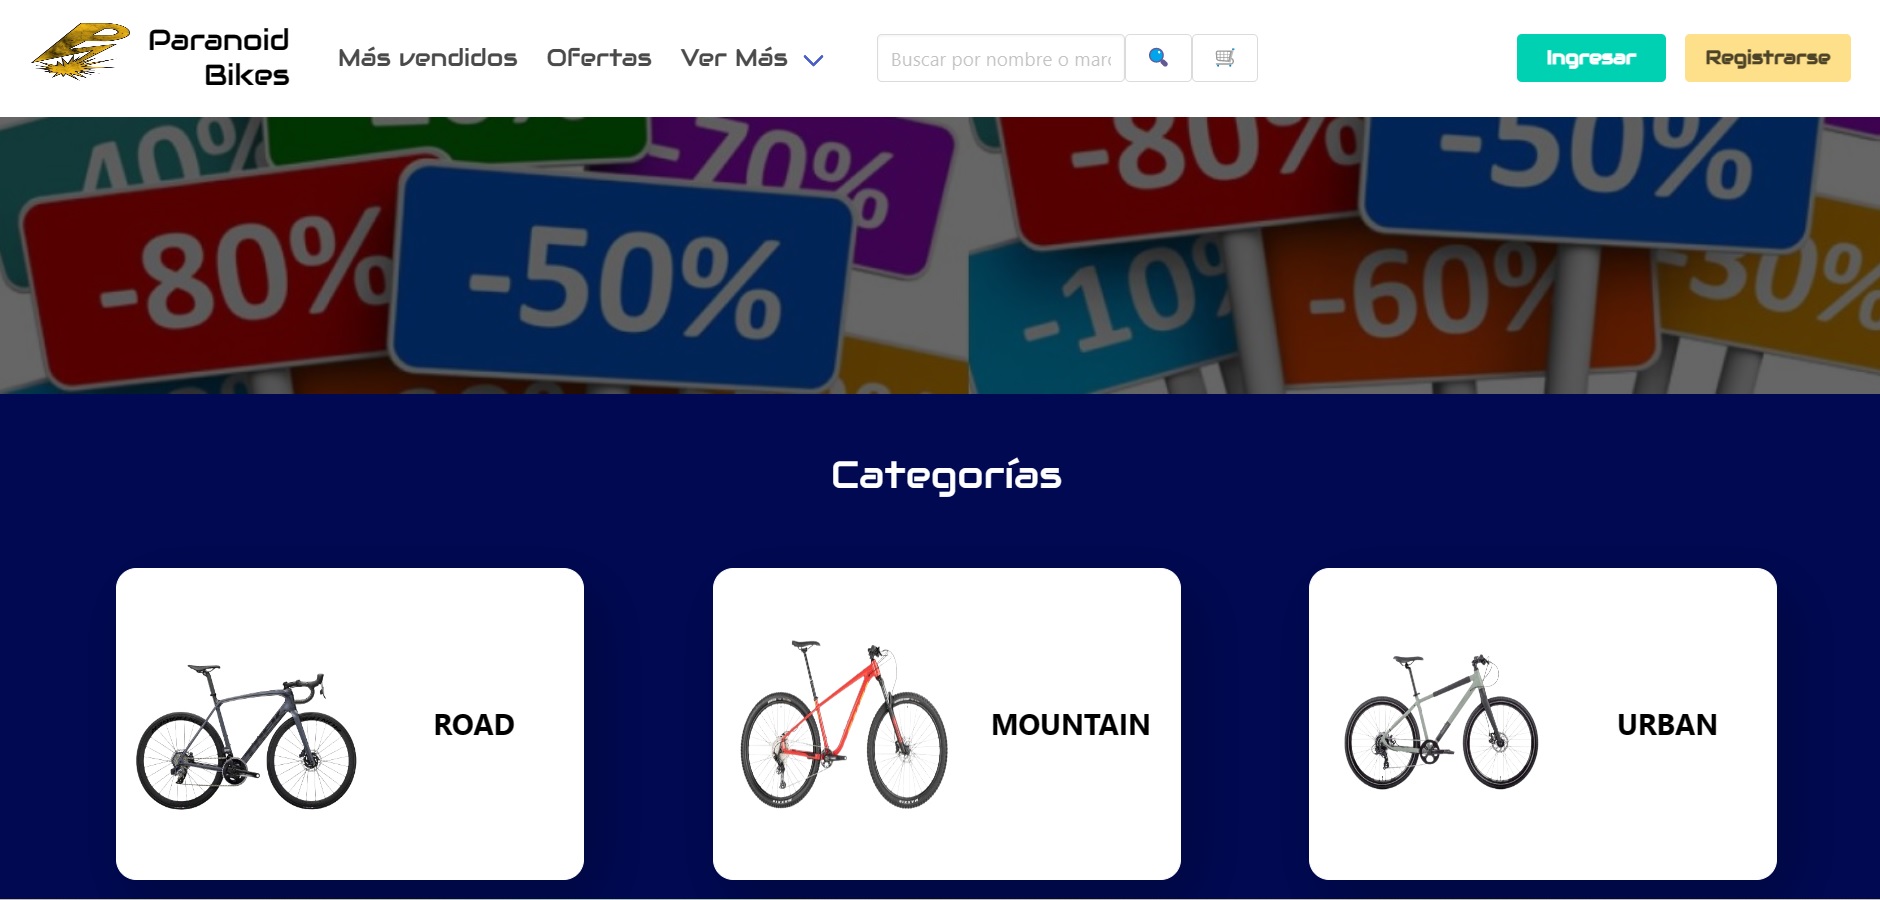 Paranoid
Bikes
Más vendidos
Ofertas
Ver Más
Buscar por nombre o
Ingresar
Registrarse
40%
-70%
-80%
-50%
-80%
-50%
-10%
-60%
-30%
Categorías
ROAD
MOUNTAIN
URBAN